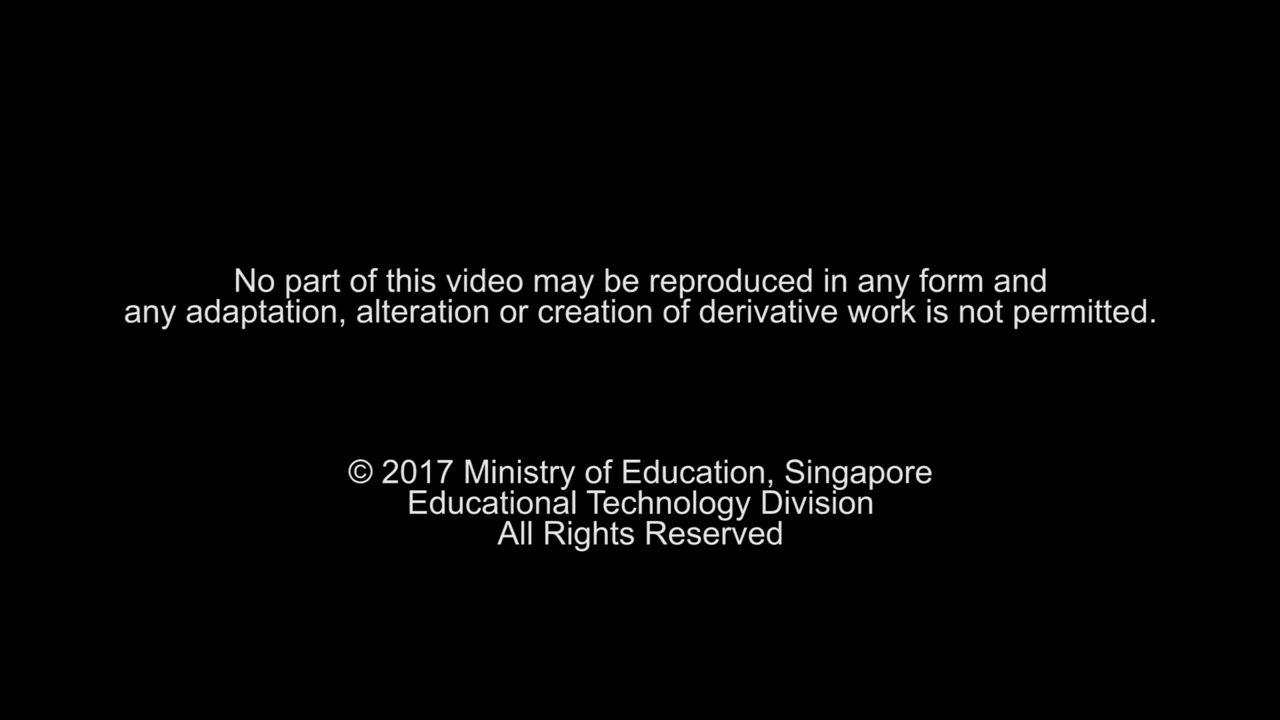 No part of this video may be reproduced in any form and
any adaptation, alteration or creation of derivative work is not permitted.
© 2017 Ministry of Education, Singapore
Educational Technology Division
All Rights Reserved